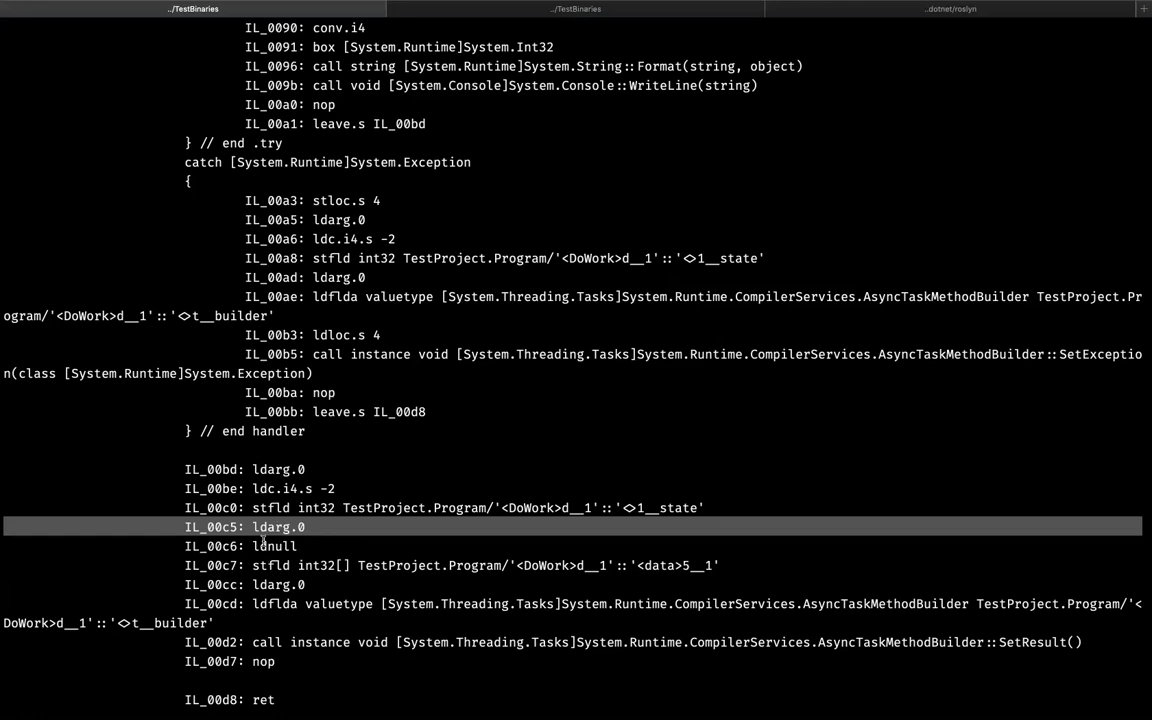 ../TestBinaries
../TestBinaries
..dotnet/roslyn
+
IL_0090: conv.i4
IL_0091: box [System.Runtime]System.Int32
IL_0096: call string [System.Runtime]System.String::Format(string, object)
IL_009b: call void [System.Console]System.Console::WriteLine(string)
IL_00a0: nop
IL_00a1: leave.s IL_00bd
} // end .try
catch [System.Runtime]System.Exception
{
IL_00a3: stloc.s 4
IL_00a5: ldarg.0
IL_00a6: ldc.i4.s -2
IL_00a8: stfld int32 TestProject.Program/'<DoWork>d__1'::'<>1__state'
IL_00ad: ldarg.0
IL_00ae: ldflda valuetype [System.Threading.Tasks]System.Runtime.CompilerServices.AsyncTaskMethodBuilder TestProject.Pr
ogram/'<DoWork>d__1'::'<>t__builder'
IL_00b3: ldloc.s 4
IL_00b5: call instance void [System.Threading.Tasks]System.Runtime.CompilerServices.AsyncTaskMethodBuilder::SetExceptio
n(class [System.Runtime]System.Exception)
IL_00ba: nop
IL_00bb: leave.s IL_00d8
} // end handler
IL_00bd: ldarg.0
IL_00be: ldc.i4.s -2
IL_00c0: stfld int32 TestProject.Program/'<DoWork>d__1'::'<>1__state'
IL_00c5: ldarg.0
IL_00c6: ldnull
IL_00c7: stfld int32[] TestProject.Program/'<DoWork>d__1'::'<data>5__1'
IL_00cc: ldarg.0
IL_00cd: ldflda valuetype [System.Threading.Tasks]System.Runtime.CompilerServices.AsyncTaskMethodBuilder TestProject.Program/'<
DoWork>d__1'::'<>t__builder'
IL_00d2: call instance void [System.Threading.Tasks]System.Runtime.CompilerServices.AsyncTaskMethodBuilder::SetResult()
IL_00d7: nop
IL_00d8: ret